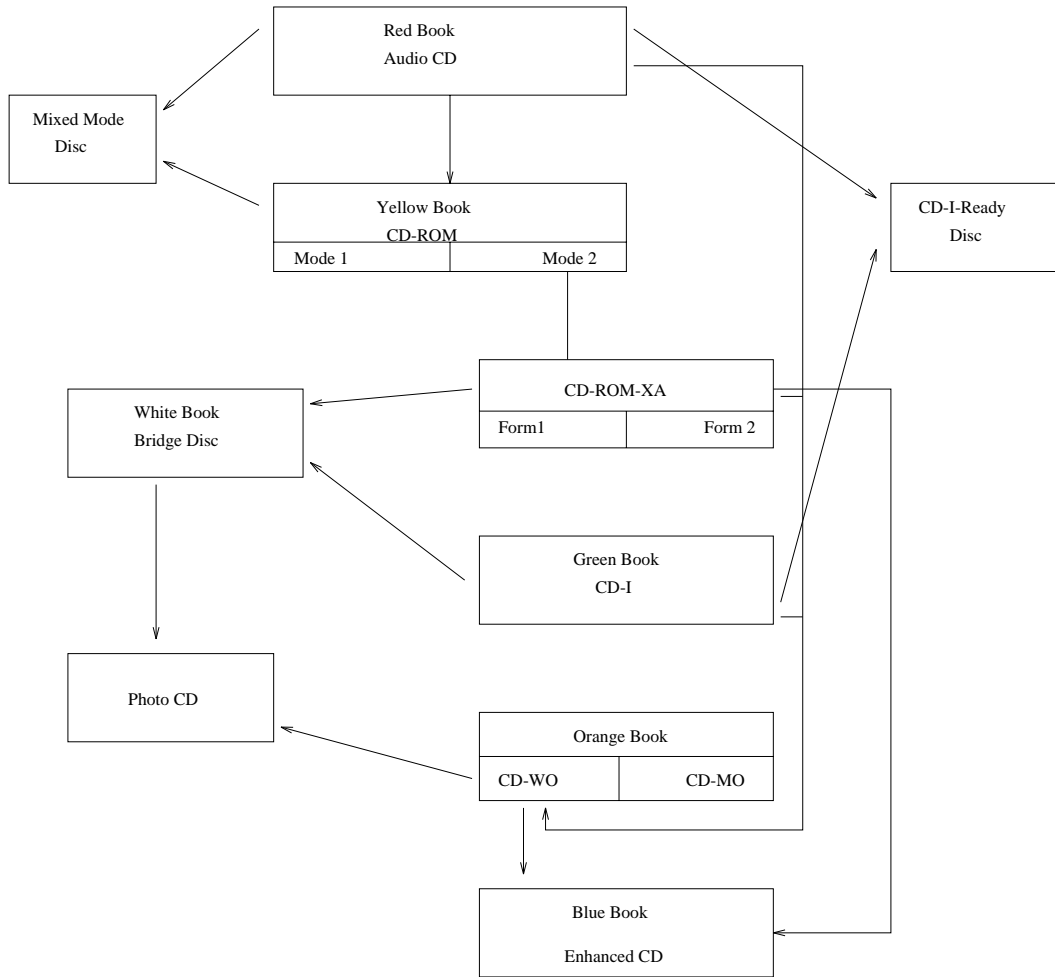 Red Book
Audio CD
Mixed Mode
Disc
Yellow Book
CD-ROM
Mode 1
Mode 2
CD-I-Ready
Disc
CD-ROM-XA
Form1
Form 2
White Book
Bridge Disc
Green Book
CD-I
Photo CD
Orange Book
CD-WO
CD-MO
Blue Book
Enhanced CD